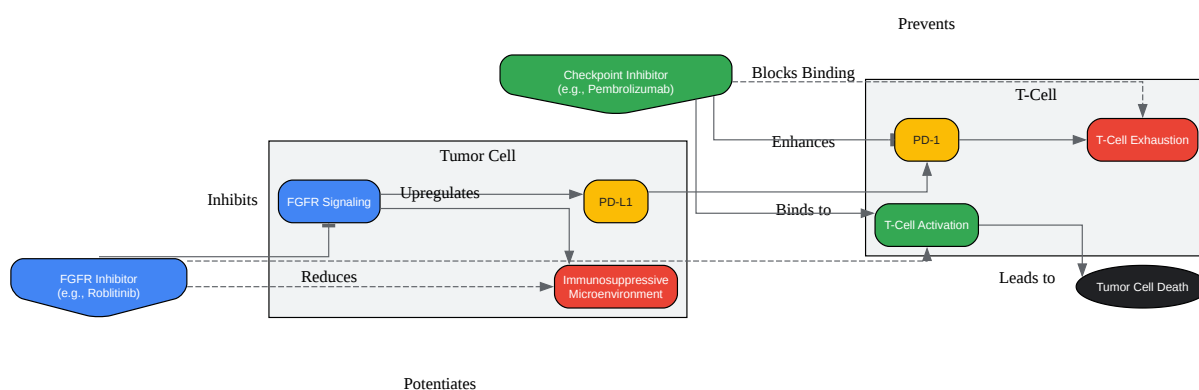 Prevents
Checkpoint Inhibitor
(e.g., Pembrolizumab)
Blocks Binding
T-Cell
Enhances
PD-1
T-Cell Exhaustion
Tumor Cell
Inhibits
FGFR Signaling
Upregulates
PD-L1
Binds to
T-Cell Activation
FGFR Inhibitor
(e.g., Roblitinib)
Reduces
Immunosuppressive
Microenvironment
Leads to
Tumor Cell Death
Potentiates